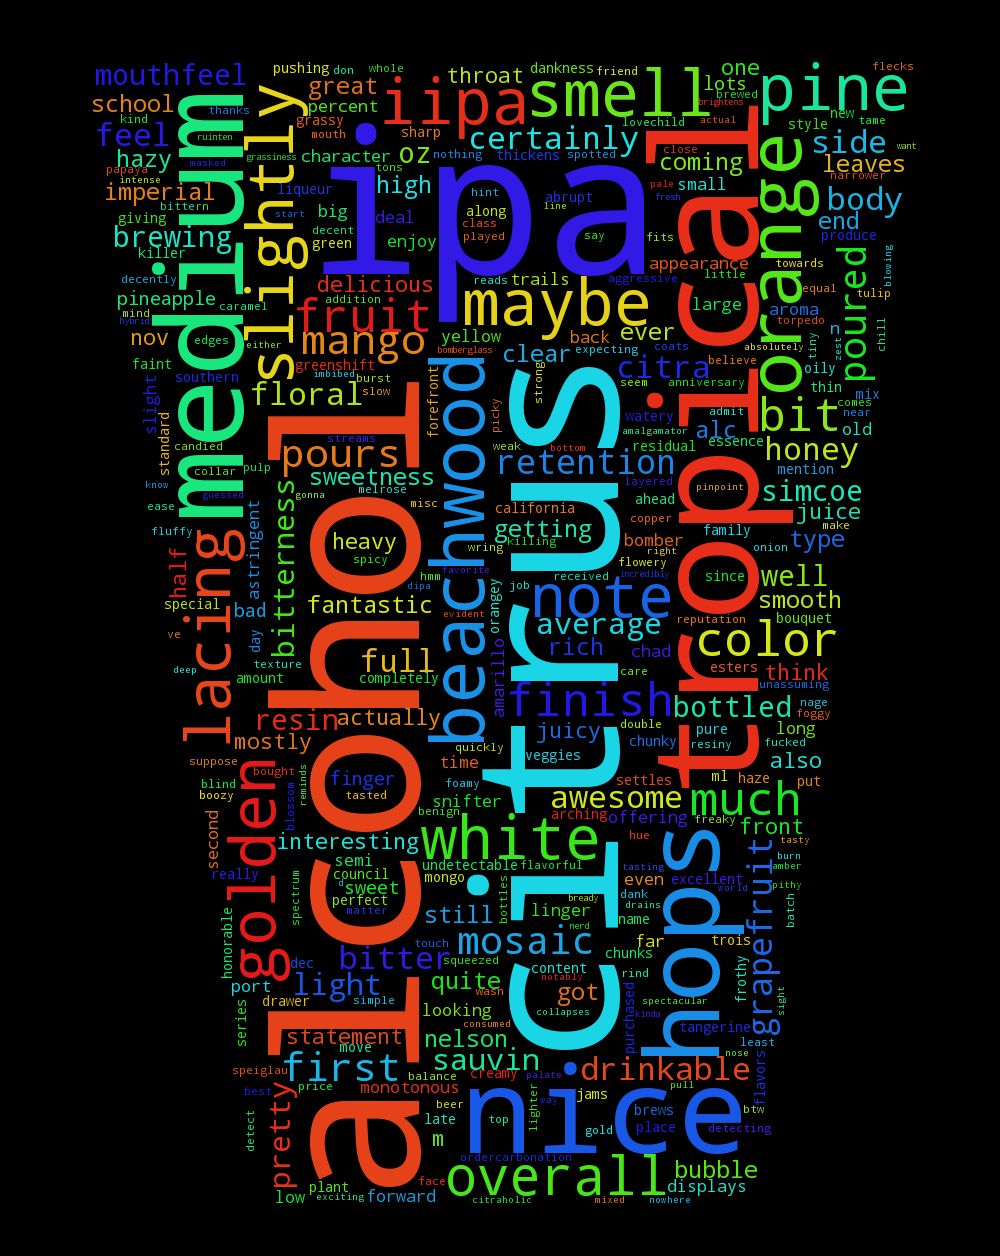 mouthfeel
pushing
don
whole
throat
dankness
friend
smell
one
lots
brewed
pine
flecks
school
thanks
great
percent
iipa
brightens
kind
feel
grassy
mouth
sharp
certainly
lovechild
actual
style
new
tame
ruinten
slightly
character
oz
nothing
thickens
spotted
close
coming
side
want
hazy
masked
grassiness
tons
leaves
papaya
intense
imperial
liqueur
high
hint
abrupt
pale
small
narrower
bittern
start
ipa
line
fresh
body
giving
big
deal
along
class
brewing
decent
green
enjoy
played
say
fits
end
produce
killer
medium
appearance
tropical
orange
decently
delicious
reads
trails
aggressive
little
towards
blowing
pineapple
caramel
addition
fruit
maybe
large
equal
tulip
poured
mind
hybrid
aroma
torpedo
nov
edges
either
mango
yellow
back
ever
coats
zest
n
tiny
chill
faint
greenshift
bomberglass
clear
expecting
believe
absolutely
southern
imbibed
burst
citra
oily
slight
floral
slow
forefront
strong
seem
anniversary
thin
mix
candied
picky
watery
admit
bit
comes
near
standard
collar
streams
amalgamator
alc
old
pulp
pours
weak
bottom
residual
essence
honey
know
guessed
gonna
sweetness
melrose
retention
layered
pinpoint
mention
ease
misc
beachwood
california
ahead
simcoe
fluffy
astringent
bitterness
heavy
getting
copper
juice
make
lacing
alcohol
wring
killing
bomber
family
type
half
spicy
favorite
citrus
right
flowery
onion
hmm
received
incredibly
since
well
special
bad
dipa
job
fantastic
evident
orangey
note
smooth
ve
day
average
reputation
bouquet
color
deep
texture
full
rich
chad
amount
completely
amarillo
care
esters
think
unassuming
resin
actually
finish
bottled
nage
foggy
mostly
double
pure
long
suppose
quickly
juicy
chunky
resiny
fucked
bought
reminds
time
veggies
also
blind
boozy
finger
foamy
settles
ml
haze
put
golden
blossom
tasted
snifter
awesome
much
second
benign
arching
offering
freaky
front
interesting
white
hue
tasty
really
semi
council
undetectable
flavorful
tasting
hops
burn
amber
spectrum
d
sweet
mongo
even
excellent
world
grapefruit
pithy
perfect
matter
bottles
bready
dank
drains
honorable
still
linger
name
batch
touch
nerd
far
trois
dec
bitter
mosaic
chunks
squeezed
port
light
content
rind
frothy
quite
notably
drawer
simple
wash
got
spectacular
sight
series
looking
collapses
purchased
kinda
consumed
tangerine
statement
nelson
move
least
speiglau
first
sauvin
nose
creamy
palate
drinkable
flavors
best
price
monotonous
balance
pull
detect
pretty
beer
lighter
way
jams
brews
btw
late
top
nice
gold
place
detecting
m
ordercarbonation
plant
face
overall
bubble
low
exciting
forward
citraholic
mixed
nowhere
displays